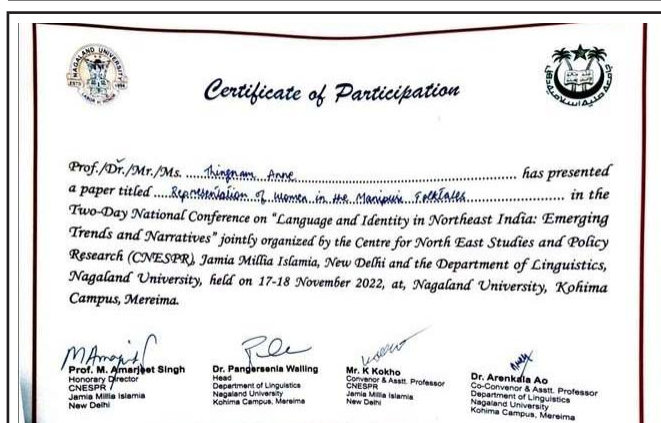 NAGALAND UNIVERSITY
Certificate of Participation
Prof./Dr./Mr./Ms. .... Thingnam Anne .... has presented
a paper titled .... Representation of women in the Manipuri Folktales .... in the
Two-Day National Conference on "Language and Identity in Northeast India: Emerging
Trends and Narratives" jointly organized by the Centre for North East Studies and Policy
Research (CNESPR), Jamia Millia Islamia, New Delhi and the Department of Linguistics,
Nagaland University, held on 17-18 November 2022, at, Nagaland University, Kohima
Campus, Mereima.
Prof. M. Amarjeet Singh
Honorary Director
CNESPR
Jamia Millia Islamia
New Delhi
Dr. Pangersenla Walling
Head
Department of Linguistics
Nagaland University
Kohima Campus, Mereima
Mr. K Kokho
Convenor & Asstt. Professor
CNESPR
Jamia Millia Islamia
New Delhi
Dr. Arenkala Ao
Co-Convenor & Asstt. Professor
Department of Linguistics
Nagaland University
Kohima Campus, Mereima